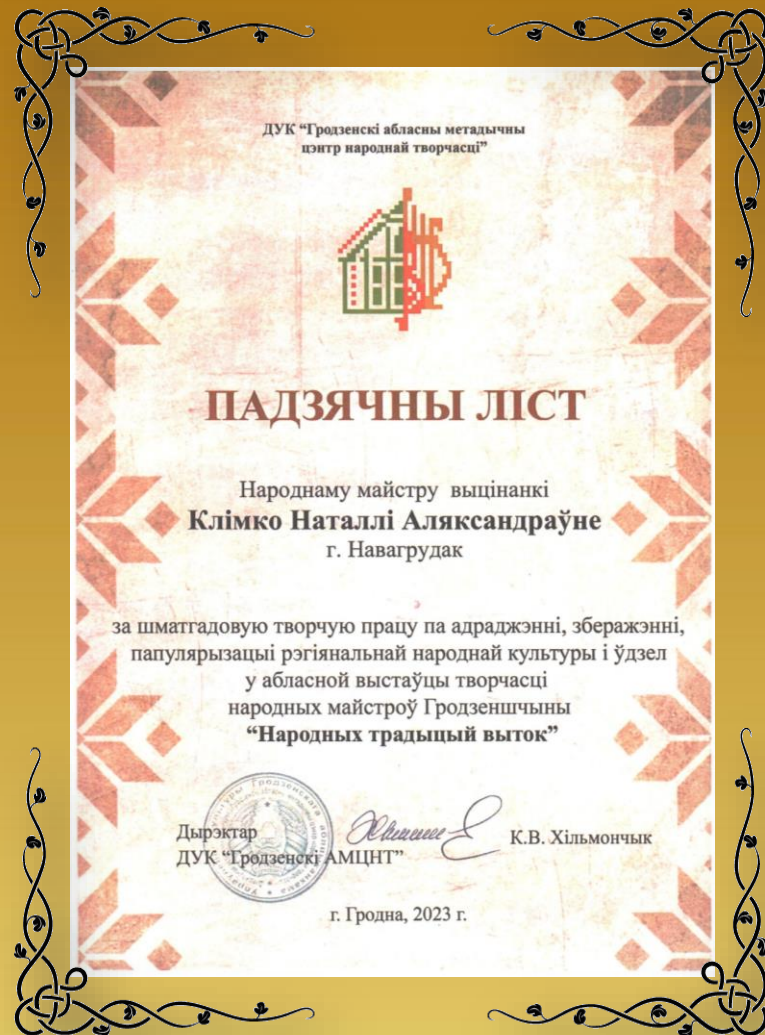 ДУК “Гродзенскі абласны метадычны
цэнтр народнай творчасці”
ПАДЗЯЧНЫ ЛІСТ
Народнаму майстру выцінанкі
Клімко Наталлі Аляксандраўне
г. Навагрудак
за шматгадовую творчую працу па адраджэнні, зберажэнні,
папулярызацыі рэгіянальнай народнай культуры і ўдзел
у абласной выстаўцы творчасці
народных майстроў Гродзеншчыны
“Народных традыцый выток”
Дырэктар
ДУК “Гродзенскі АМЦНТ”
К.В. Хільмончык
г. Гродна, 2023 г.